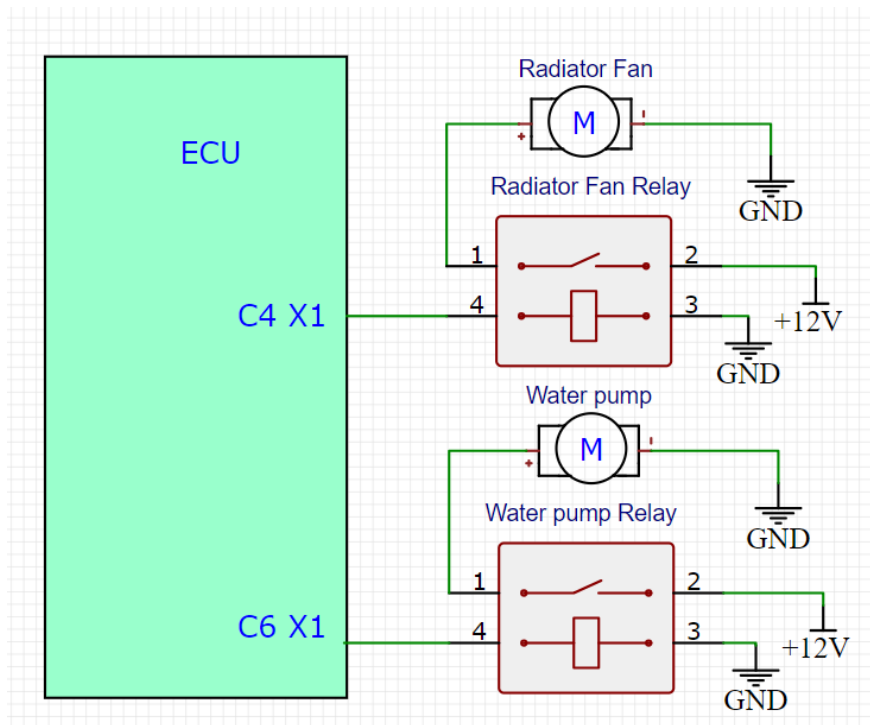 Radiator Fan
M
+
-
GND
ECU
Radiator Fan Relay
1
2
C4 X1
4
3
+12V
GND
Water pump
M
+
-
GND
Water pump Relay
1
2
C6 X1
4
3
+12V
GND